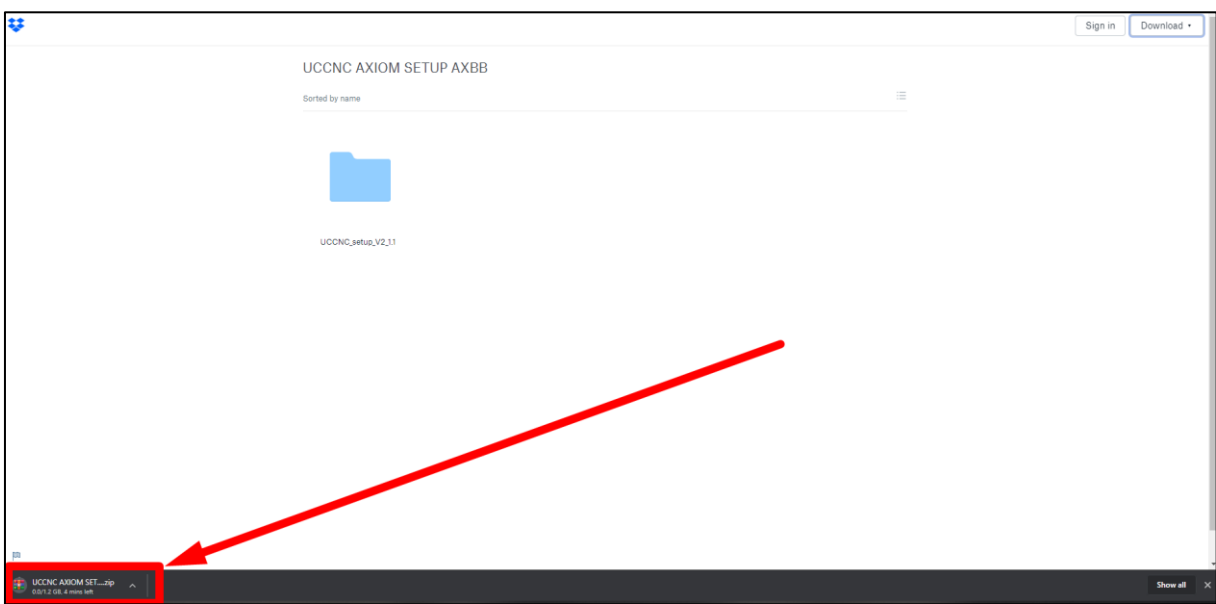 Sign in
Download
UCCNC AXIOM SETUP AXBB
Sorted by name
UCCNC_setup_V2_1.1
UCCNC AXIOM SET....zip
0.0/1.2 GB, 4 mins left
Show all